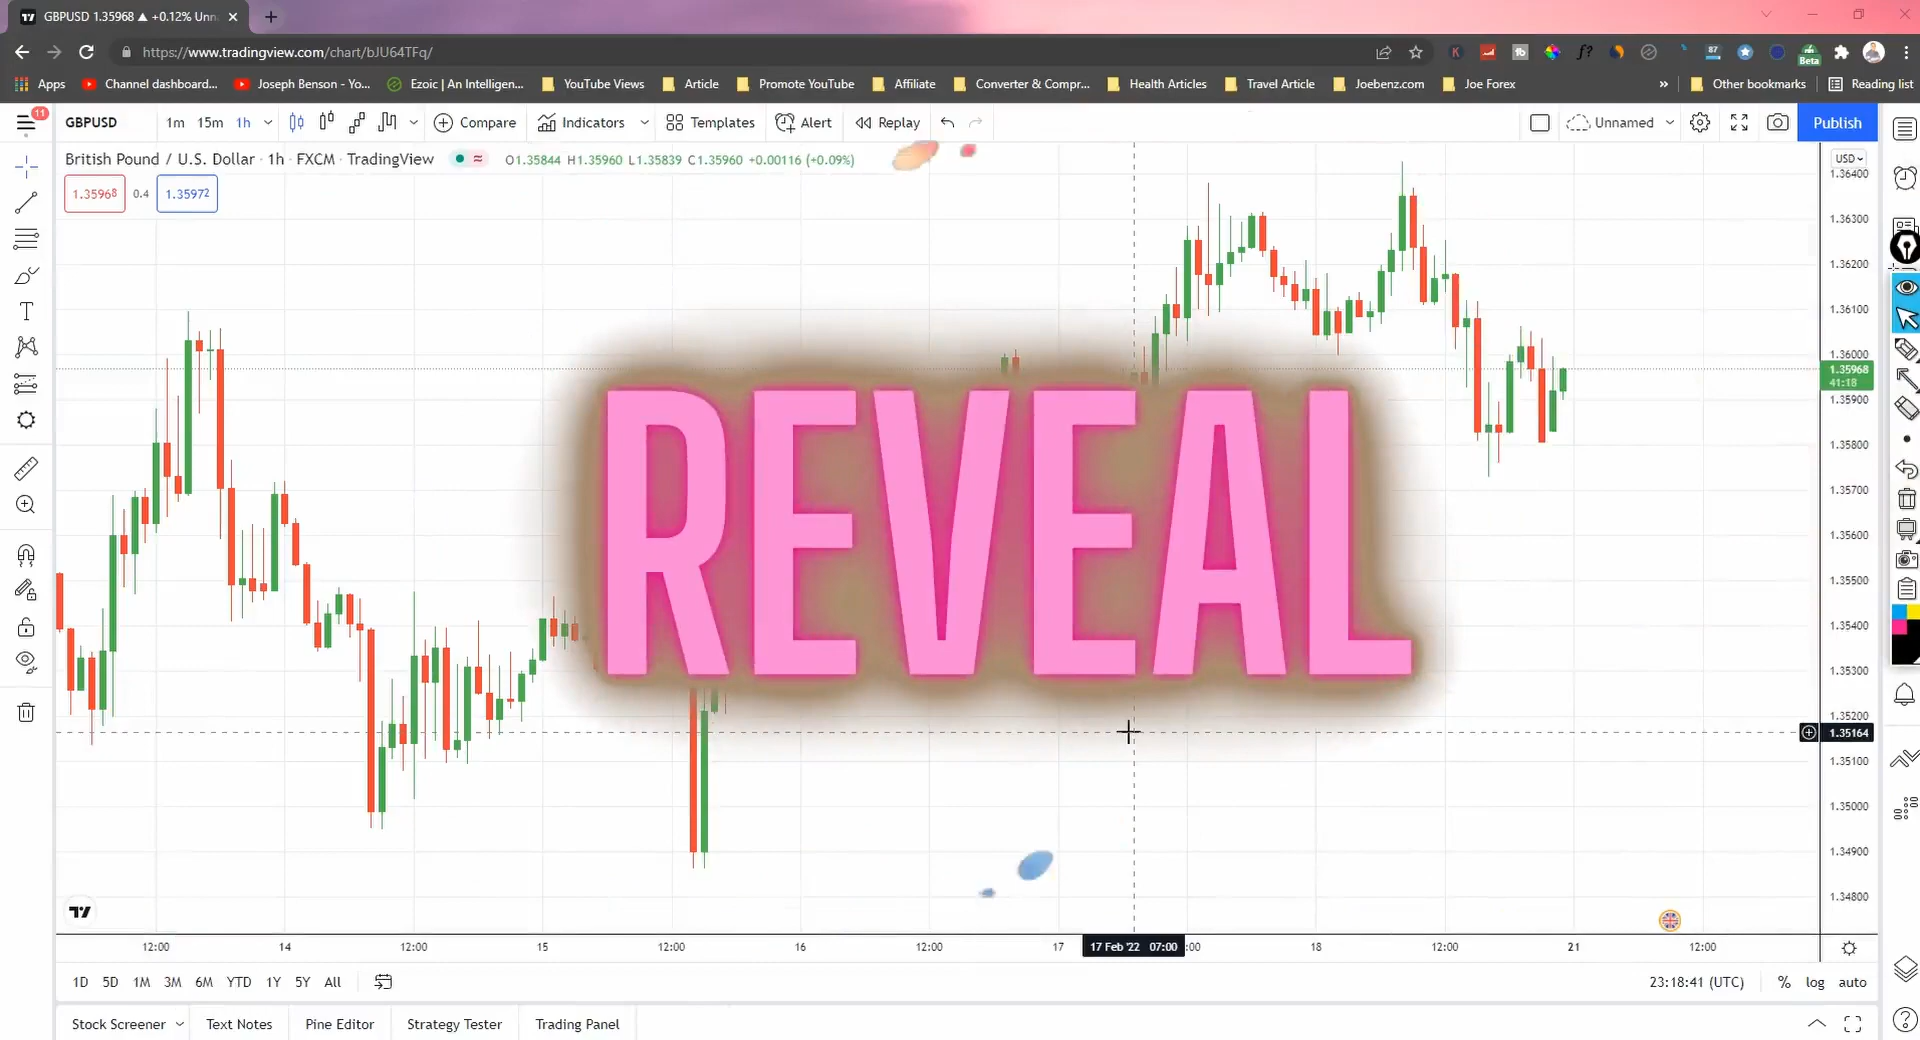 GBPUSD 1.35968 ▲ +0.12% Unn
https://www.tradingview.com/chart/bJU64TFq/
87
Beta
Apps
Channel dashboard...
Joseph Benson - Yo...
Ezoic | An Intelligen...
YouTube Views
Article
Promote YouTube
Affiliate
Converter & Compr...
Health Articles
Travel Article
Joebenz.com
Joe Forex
»
Other bookmarks
Reading list
11
GBPUSD
1m 15m 1h
Compare
Indicators
Templates
Alert
Replay
Unnamed
Publish
British Pound / U.S. Dollar · 1h · FXCM · TradingView
O1.35844 H1.35960 L1.35839 C1.35960 +0.00116 (+0.09%)
USD
1.35968 0.4 1.35972
1.36400
1.36300
1.36200
1.36100
1.36000
1.35968
41:18
1.35900
1.35800
1.35700
1.35600
1.35500
1.35400
1.35300
1.35200
1.35164
1.35100
1.35000
1.34900
1.34800
REVEAL
12:00 14 12:00 15 12:00 16 12:00 17 17 Feb '22 07:00 :00 18 12:00 21 12:00
1D 5D 1M 3M 6M YTD 1Y 5Y All
23:18:41 (UTC) % log auto
Stock Screener Text Notes Pine Editor Strategy Tester Trading Panel